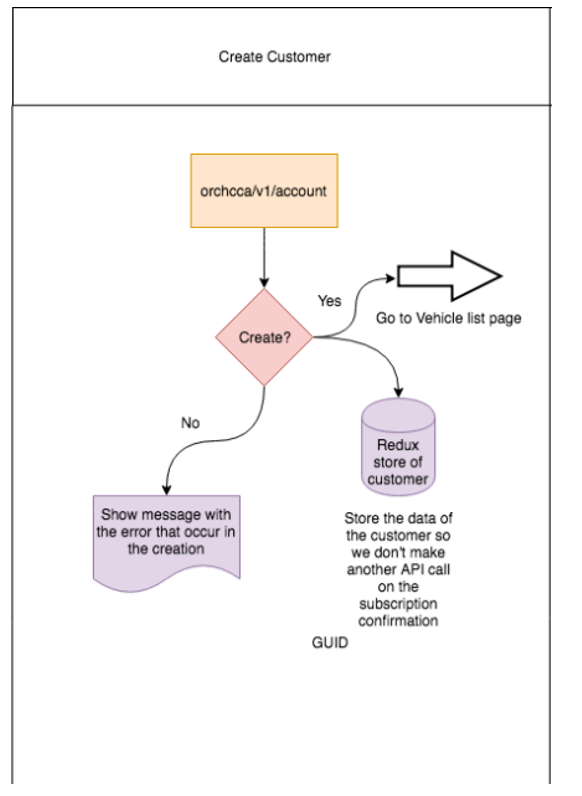 Create Customer
orchcca/v1/account
Create?
Yes
Go to Vehicle list page
No
Redux
store of
customer
Show message with
the error that occur in
the creation
Store the data of
the customer so
we don't make
another API call
on the
subscription
confirmation
GUID